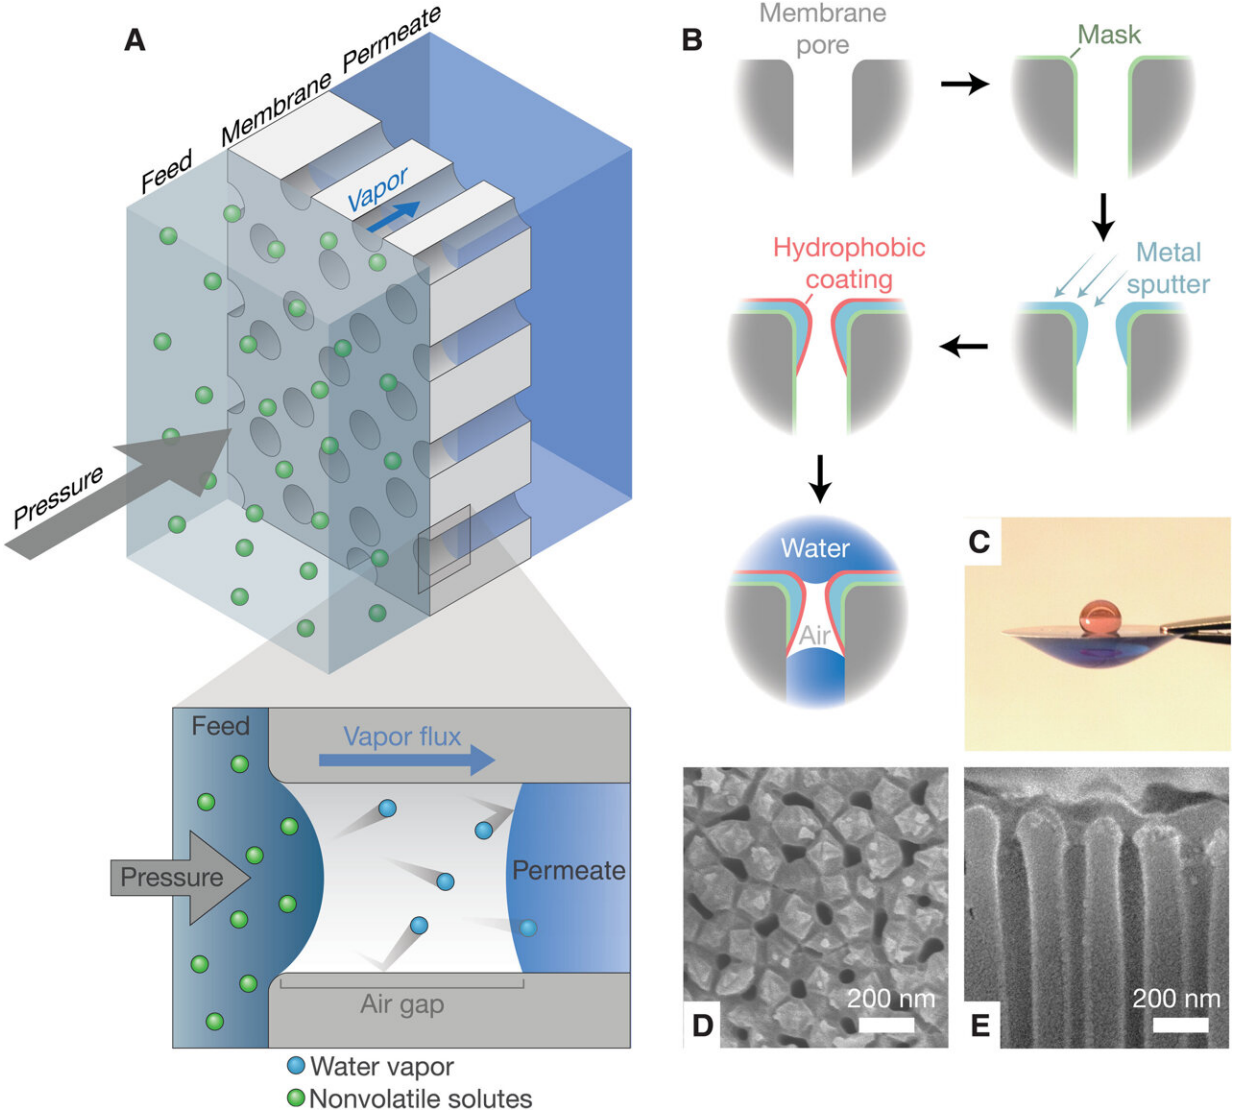 A
Feed
Membrane
Permeate
Vapor
Pressure
Feed
Vapor flux
Pressure
Permeate
Air gap
Water vapor
Nonvolatile solutes
B
Membrane
pore
Mask
Hydrophobic
coating
Metal
sputter
Water
Air
C
200 nm
D
200 nm
E